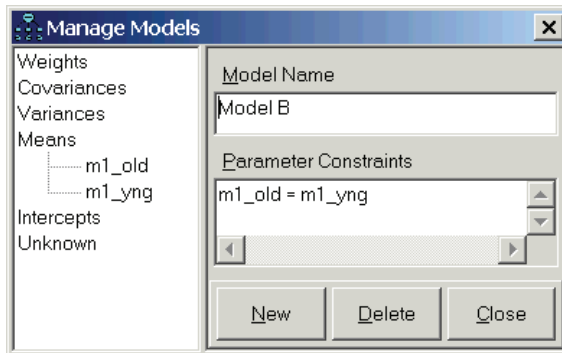 Manage Models
Weights
Covariances
Variances
Means
m1_old
m1_yng
Intercepts
Unknown
Model Name
Model B
Parameter Constraints
m1_old = m1_yng
New
Delete
Close